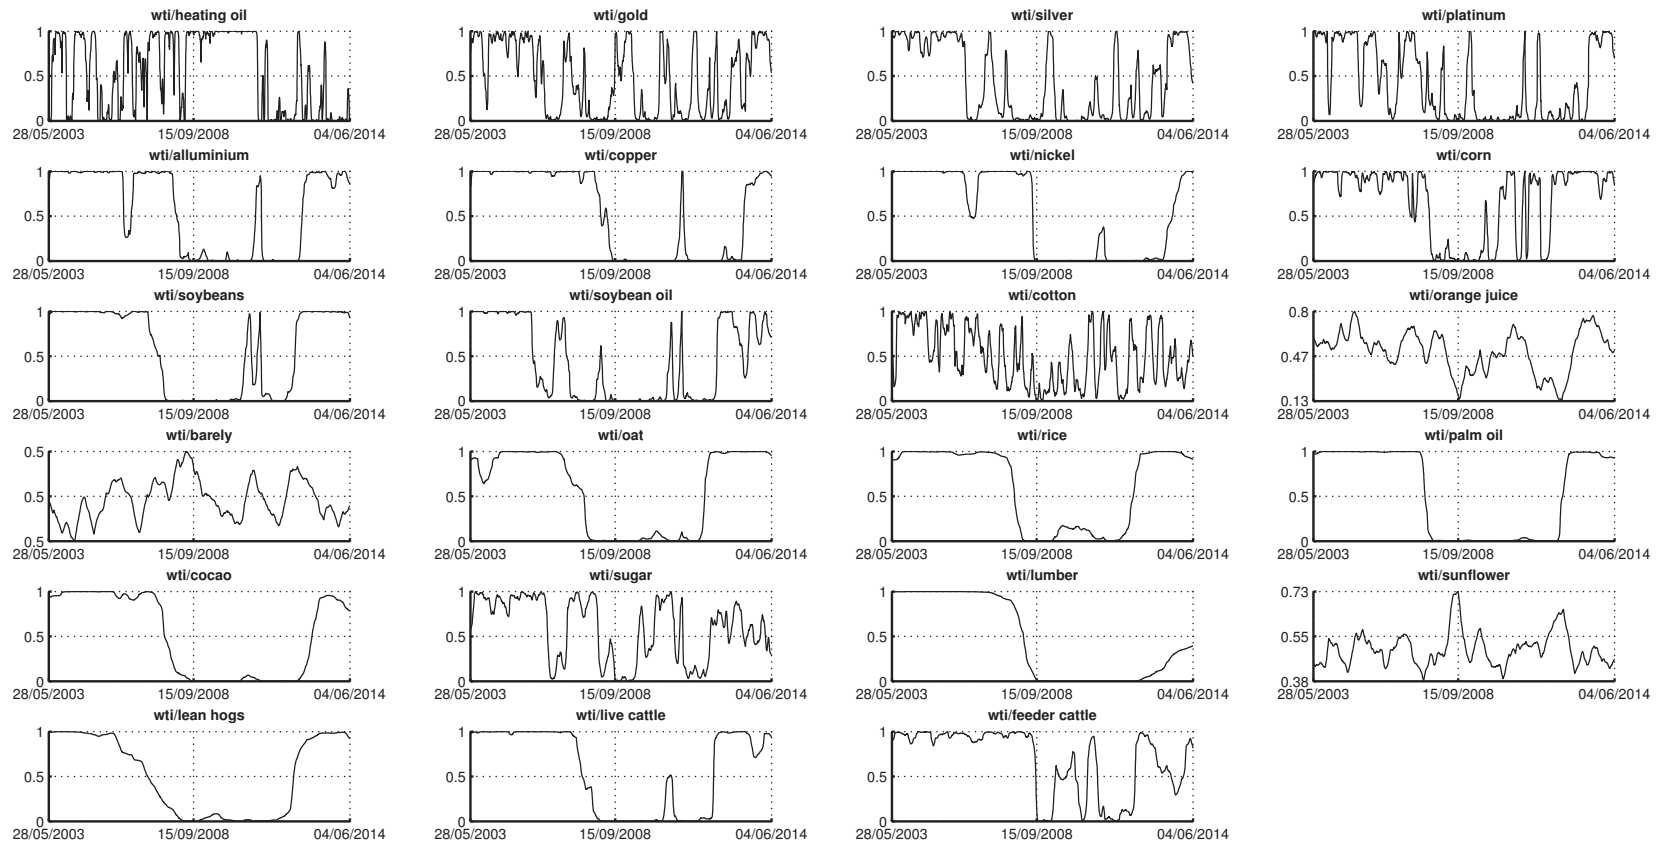 wti/heating oil
1
0.5
0
28/05/2003 15/09/2008 04/06/2014
wti/gold
1
0.5
0
28/05/2003 15/09/2008 04/06/2014
wti/silver
1
0.5
0
28/05/2003 15/09/2008 04/06/2014
wti/platinum
1
0.5
0
28/05/2003 15/09/2008 04/06/2014
wti/alluminium
1
0.5
0
28/05/2003 15/09/2008 04/06/2014
wti/copper
1
0.5
0
28/05/2003 15/09/2008 04/06/2014
wti/nickel
1
0.5
0
28/05/2003 15/09/2008 04/06/2014
wti/corn
1
0.5
0
28/05/2003 15/09/2008 04/06/2014
wti/soybeans
1
0.5
0
28/05/2003 15/09/2008 04/06/2014
wti/soybean oil
1
0.5
0
28/05/2003 15/09/2008 04/06/2014
wti/cotton
1
0.5
0
28/05/2003 15/09/2008 04/06/2014
wti/orange juice
0.8
0.47
0.13
28/05/2003 15/09/2008 04/06/2014
wti/barely
0.5
0.5
0.5
28/05/2003 15/09/2008 04/06/2014
wti/oat
1
0.5
0
28/05/2003 15/09/2008 04/06/2014
wti/rice
1
0.5
0
28/05/2003 15/09/2008 04/06/2014
wti/palm oil
1
0.5
0
28/05/2003 15/09/2008 04/06/2014
wti/cocao
1
0.5
0
28/05/2003 15/09/2008 04/06/2014
wti/sugar
1
0.5
0
28/05/2003 15/09/2008 04/06/2014
wti/lumber
1
0.5
0
28/05/2003 15/09/2008 04/06/2014
wti/sunflower
0.73
0.55
0.38
28/05/2003 15/09/2008 04/06/2014
wti/lean hogs
1
0.5
0
28/05/2003 15/09/2008 04/06/2014
wti/live cattle
1
0.5
0
28/05/2003 15/09/2008 04/06/2014
wti/feeder cattle
1
0.5
0
28/05/2003 15/09/2008 04/06/2014